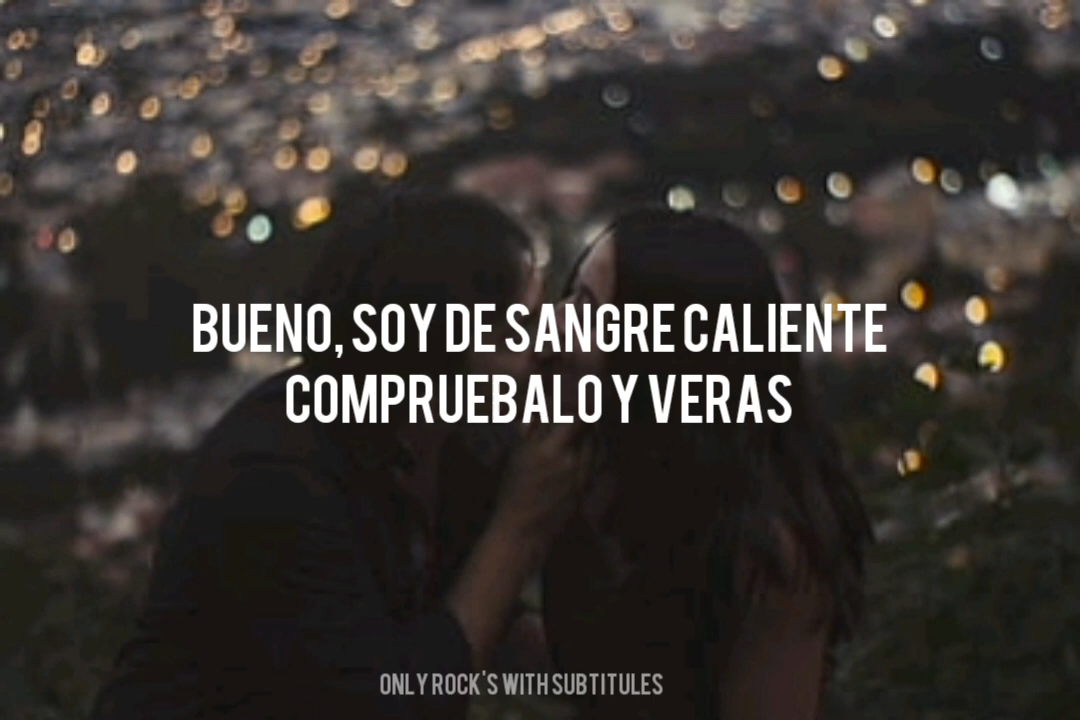 BUENO, SOY DE SANGRE CALIENTE
COMPRUEBALO Y VERAS
ONLY ROCK'S WITH SUBTITULES